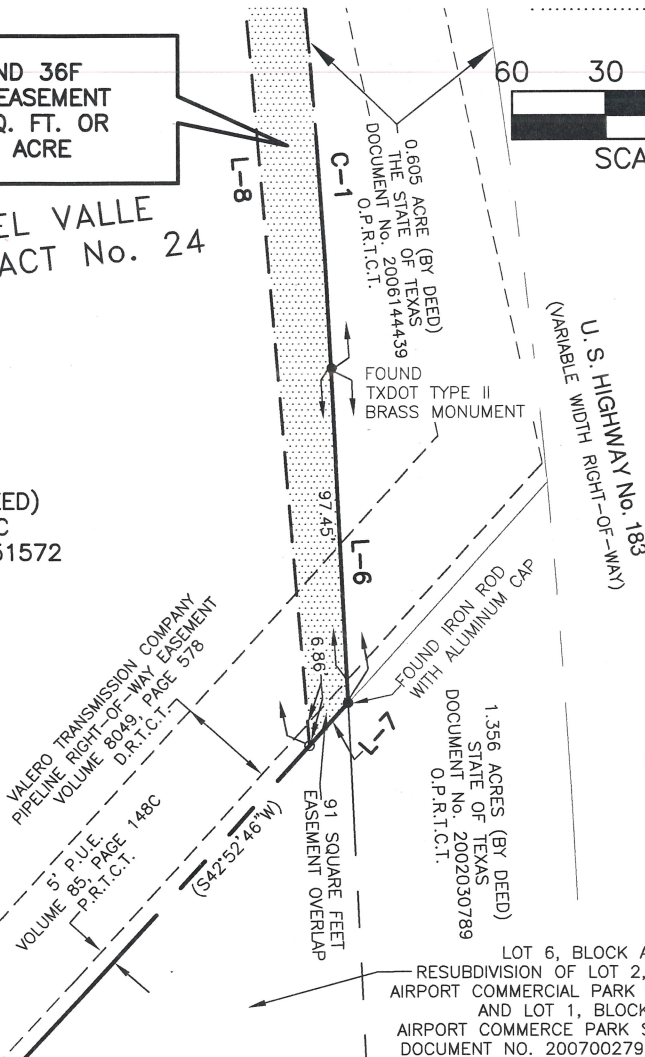 ND 36F
EASEMENT
Q. FT. OR
ACRE
60 30
SCA
EL VALLE
ACT No. 24
L-8
C-1
0.605 ACRE (BY DEED)
THE STATE OF TEXAS
DOCUMENT No. 2006144439
O.P.R.T.C.T.
U. S. HIGHWAY No. 183
(VARIABLE WIDTH RIGHT-OF-WAY)
FOUND
TXDOT TYPE II
BRASS MONUMENT
EED)
C
51572
97.45'
L-6
FOUND IRON ROD
WITH ALUMINUM CAP
VALERO TRANSMISSION COMPANY
PIPELINE RIGHT-OF-WAY EASEMENT
VOLUME 8049, PAGE 578
D.R.T.C.T.
6.86'
L-7
1.356 ACRES (BY DEED)
STATE OF TEXAS
DOCUMENT No. 2002030789
O.P.R.T.C.T.
5' P.U.E.
VOLUME 85, PAGE 148C
P.R.T.C.T.
(S42°52'46"W)
91 SQUARE FEET
EASEMENT OVERLAP
LOT 6, BLOCK A
RESUBDIVISION OF LOT 2,
AIRPORT COMMERCIAL PARK
AND LOT 1, BLOCK
AIRPORT COMMERCE PARK S
DOCUMENT NO. 200700279